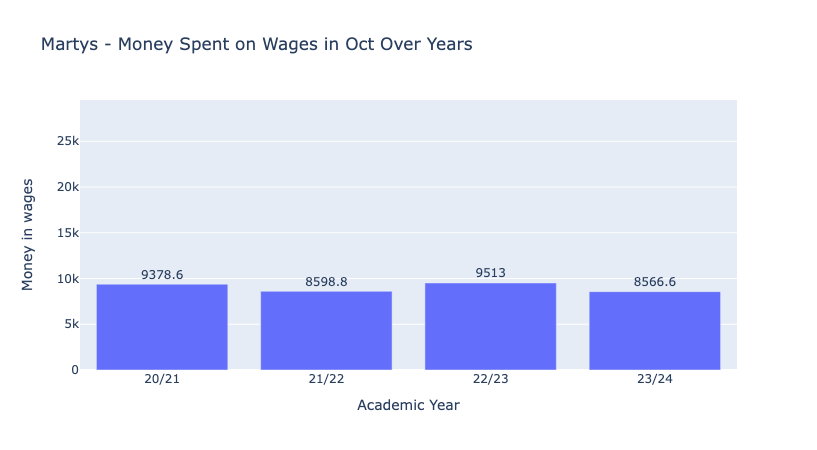 Martys - Money Spent on Wages in Oct Over Years
Money in wages
25k
20k
15k
10k
5k
0
9378.6
8598.8
9513
8566.6
20/21
21/22
22/23
23/24
Academic Year